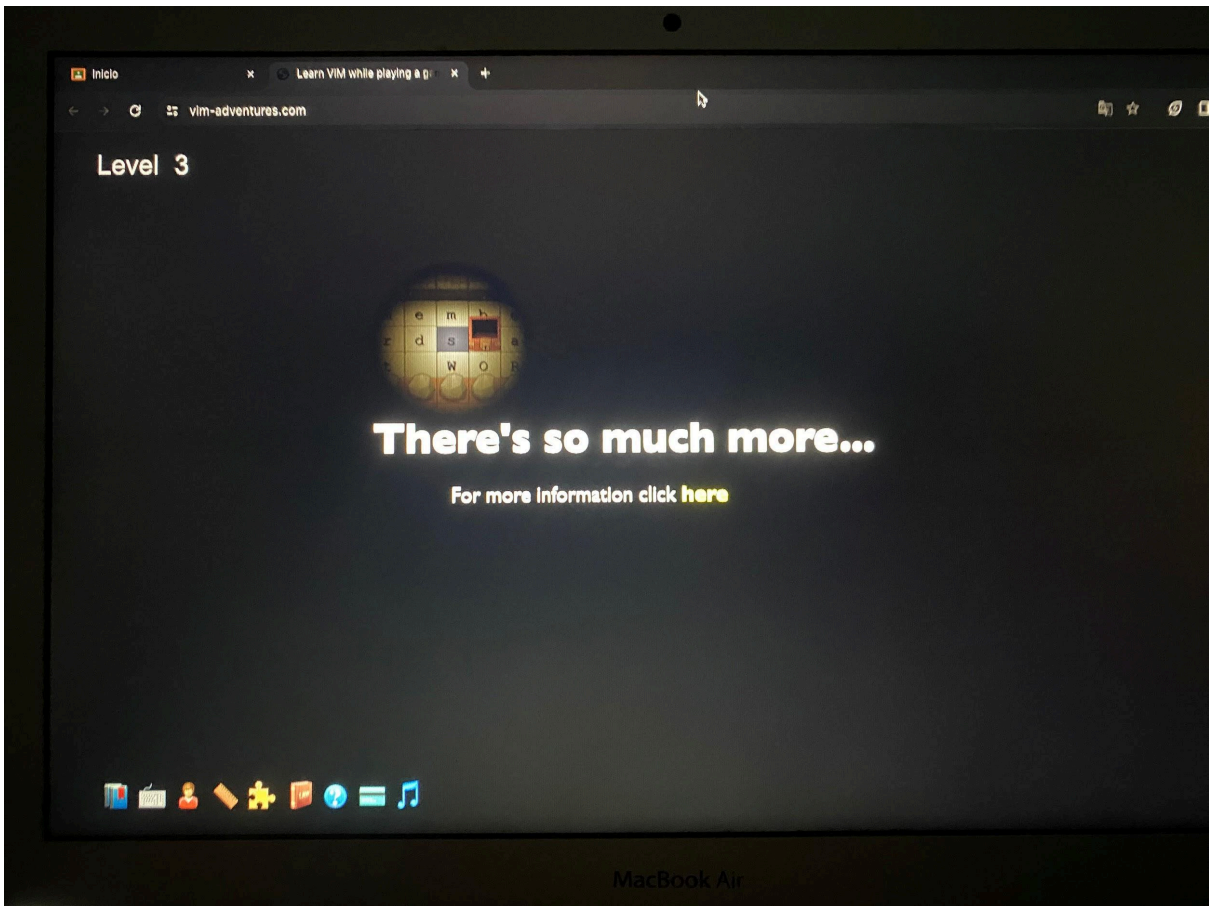 Inicio
Learn VIM while playing a
vim-adventures.com
Level 3
e m h
r d s a
W O R
There's so much more...
For more information click here
MacBook Air